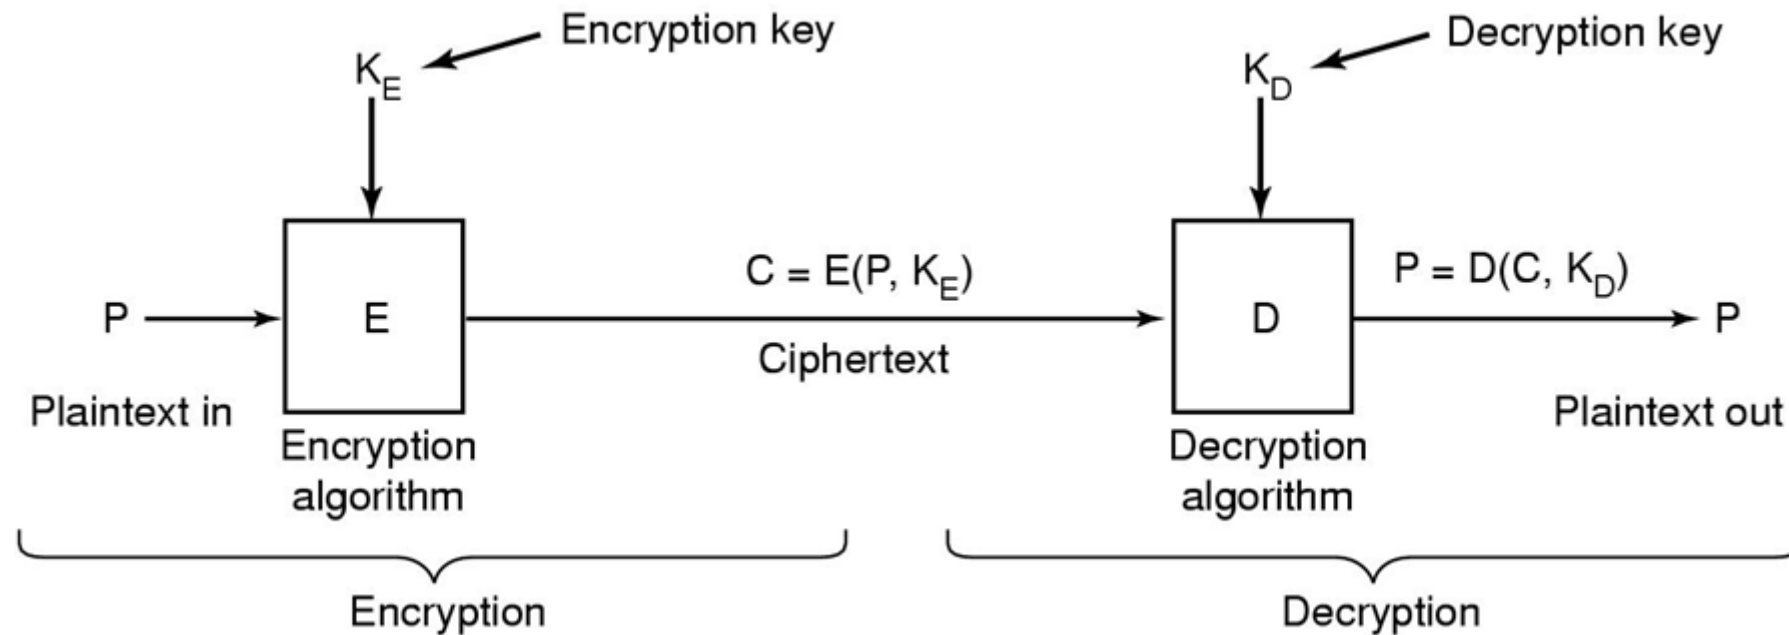 Encryption key
Decryption key
K_E
K_D
C = E(P, K_E)
P = D(C, K_D)
P
E
D
P
Ciphertext
Plaintext in
Plaintext out
Encryption
algorithm
Decryption
algorithm
Encryption
Decryption